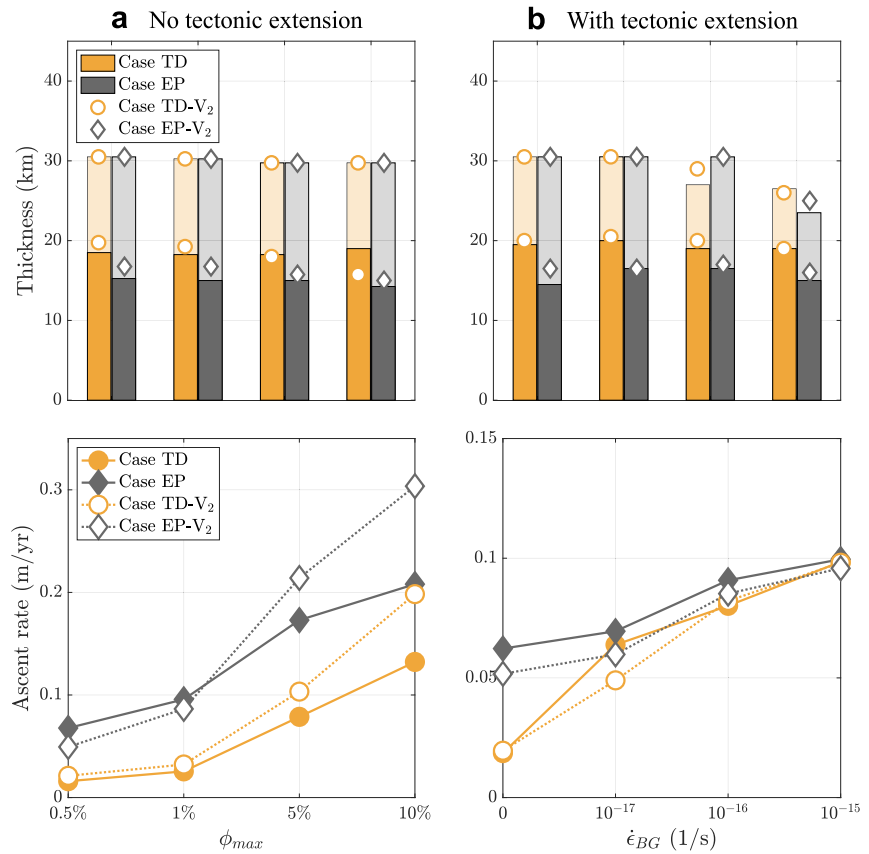 a No tectonic extension
b With tectonic extension
Case TD
Case EP
Case TD-V₂
Case EP-V₂
Thickness (km)
40
30
20
10
0
40
30
20
10
0
Case TD
Case EP
Case TD-V₂
Case EP-V₂
Ascent rate (m/yr)
0.3
0.2
0.1
0
0.5%
1%
5%
10%
ϕmax
0.15
0.1
0.05
0
0
10⁻¹⁷
10⁻¹⁶
10⁻¹⁵
ε̇BG (1/s)